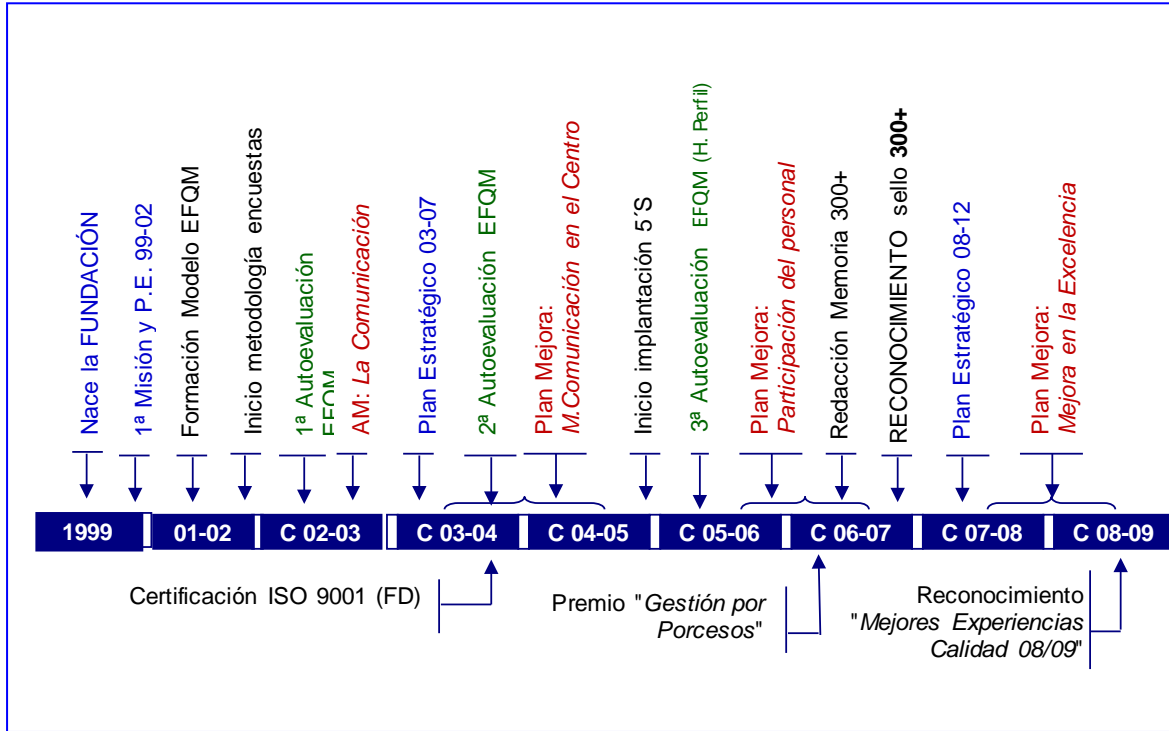 Nace la FUNDACIÓN
1ª Misión y P.E. 99-02
Formación Modelo EFQM
Inicio metodología encuestas
1ª Autoevaluación
EFQM
AM: La Comunicación
Plan Estratégico 03-07
2ª Autoevaluación EFQM
Plan Mejora:
M.Comunicación en el Centro
Inicio implantación 5´S
3ª Autoevaluación EFQM (H. Perfil)
Plan Mejora:
Participación del personal
Redacción Memoria 300+
RECONOCIMIENTO sello 300+
Plan Estratégico 08-12
Plan Mejora:
Mejora en la Excelencia
1999
01-02
C 02-03
C 03-04
C 04-05
C 05-06
C 06-07
C 07-08
C 08-09
Certificación ISO 9001 (FD)
Premio "Gestión por
Porcesos"
Reconocimiento
"Mejores Experiencias
Calidad 08/09"